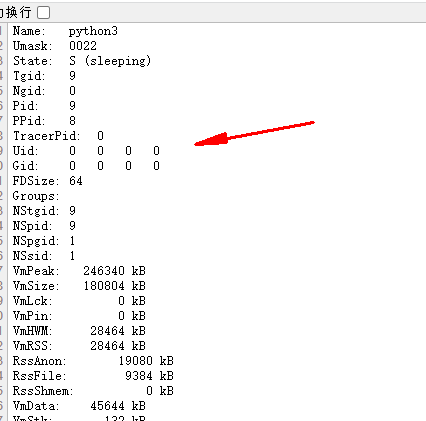 换行
Name: python3
Umask: 0022
State: S (sleeping)
Tgid: 9
Ngid: 0
Pid: 9
PPid: 8
TracerPid: 0
Uid: 0 0 0 0
Gid: 0 0 0 0
FDSize: 64
Groups:
NStgid: 9
NSpid: 9
NSpgid: 1
NSsid: 1
VmPeak: 246340 kB
VmSize: 180804 kB
VmLck: 0 kB
VmPin: 0 kB
VmHWM: 28464 kB
VmRSS: 28464 kB
RssAnon: 19080 kB
RssFile: 9384 kB
RssShmem: 0 kB
VmData: 45644 kB
VmStk: 132 kB